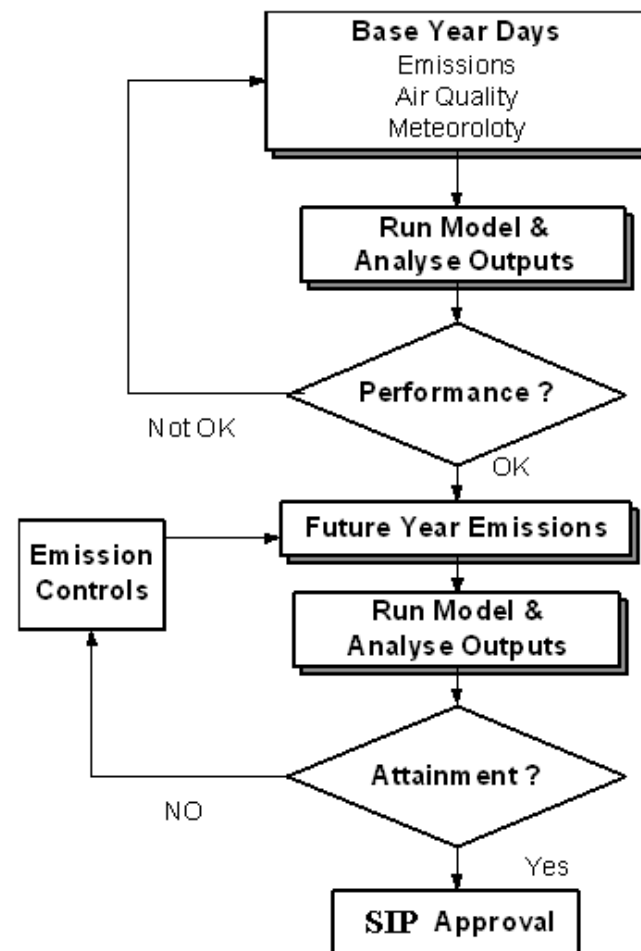 Base Year Days
Emissions
Air Quality
Meteoroloty
Run Model &
Analyse Outputs
Performance ?
Not OK
OK
Future Year Emissions
Emission
Controls
Run Model &
Analyse Outputs
Attainment ?
NO
Yes
SIP Approval